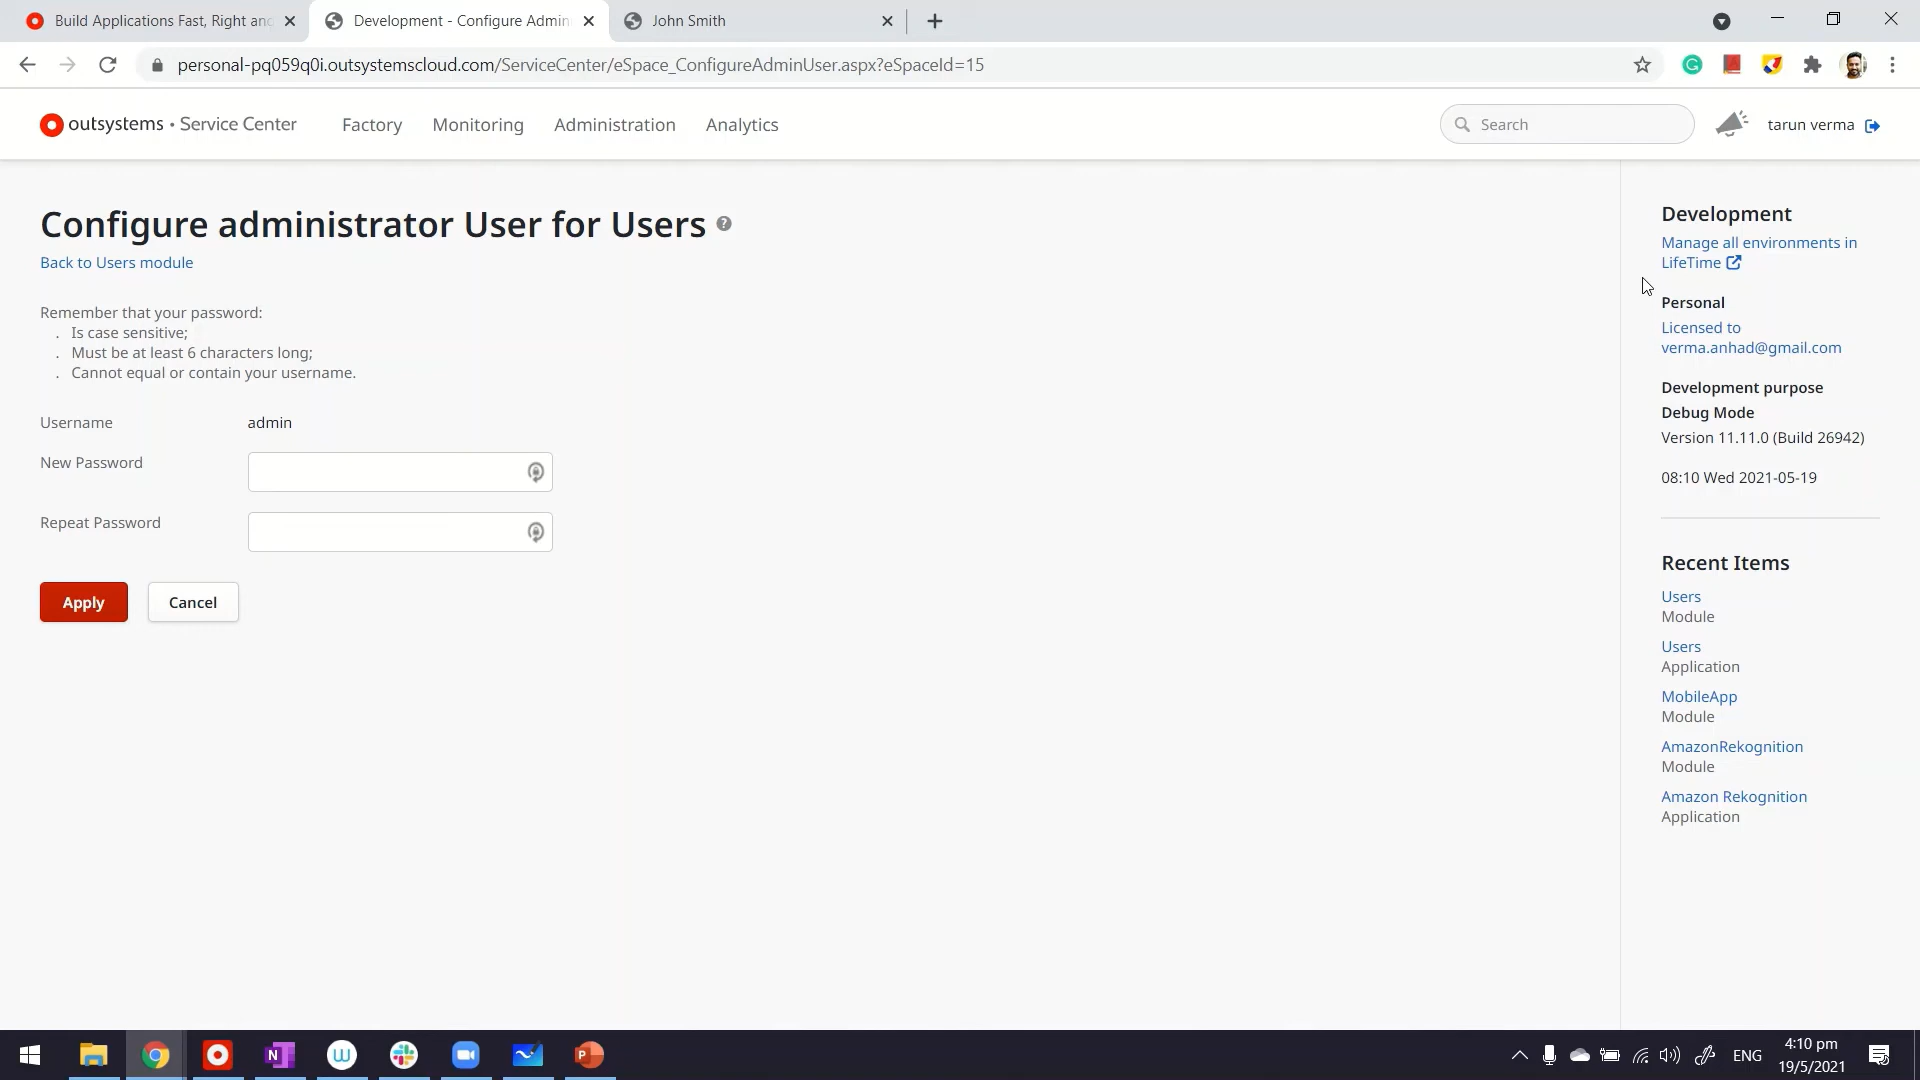 Build Applications Fast, Right and
Development - Configure Admin
John Smith
personal-pq059q0i.outsystemscloud.com/ServiceCenter/eSpace_ConfigureAdminUser.aspx?eSpaceId=15
outsystems • Service Center
Factory
Monitoring
Administration
Analytics
Search
tarun verma
Configure administrator User for Users
Back to Users module
Remember that your password:
. Is case sensitive;
. Must be at least 6 characters long;
. Cannot equal or contain your username.
Username
admin
New Password
Repeat Password
Apply
Cancel
Development
Manage all environments in
LifeTime
Personal
Licensed to
verma.anhad@gmail.com
Development purpose
Debug Mode
Version 11.11.0 (Build 26942)
08:10 Wed 2021-05-19
Recent Items
Users
Module
Users
Application
MobileApp
Module
AmazonRekognition
Module
Amazon Rekognition
Application
ENG
4:10 pm
19/5/2021